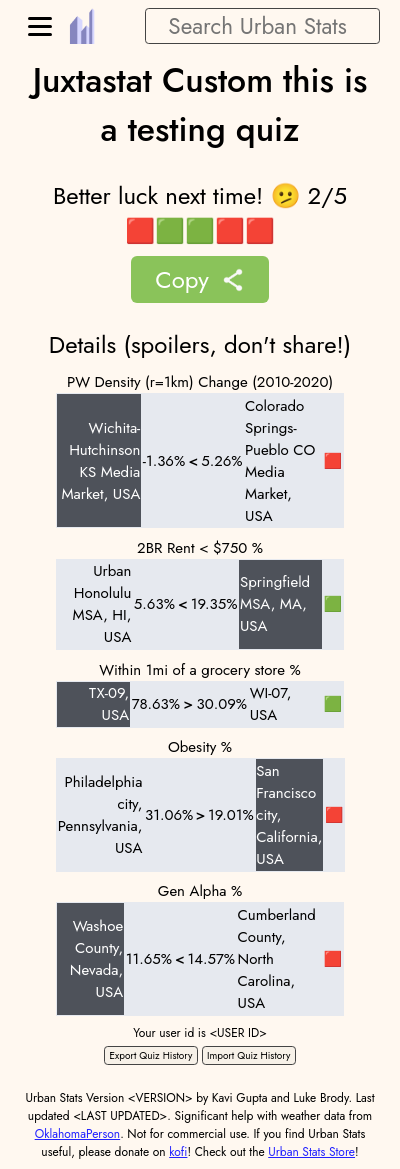 Search Urban Stats
Juxtastat Custom this is
a testing quiz
Better luck next time! 🫤 2/5
🟥🟩🟩🟥🟥
Copy
Details (spoilers, don't share!)
PW Density (r=1km) Change (2010-2020)
Wichita-
Hutchinson
KS Media
Market, USA
-1.36% < 5.26%
Colorado
Springs-
Pueblo CO
Media
Market,
USA
🟥
2BR Rent < $750 %
Urban
Honolulu
MSA, HI,
USA
5.63% < 19.35%
Springfield
MSA, MA,
USA
🟩
Within 1mi of a grocery store %
TX-09,
USA
78.63% > 30.09%
WI-07,
USA
🟩
Obesity %
Philadelphia
city,
Pennsylvania,
USA
31.06% > 19.01%
San
Francisco
city,
California,
USA
🟥
Gen Alpha %
Washoe
County,
Nevada,
USA
11.65% < 14.57%
Cumberland
County,
North
Carolina,
USA
🟥
Your user id is <USER ID>
Export Quiz History Import Quiz History
Urban Stats Version <VERSION> by Kavi Gupta and Luke Brody. Last
updated <LAST UPDATED>. Significant help with weather data from
OklahomaPerson. Not for commercial use. If you find Urban Stats
useful, please donate on kofi! Check out the Urban Stats Store!